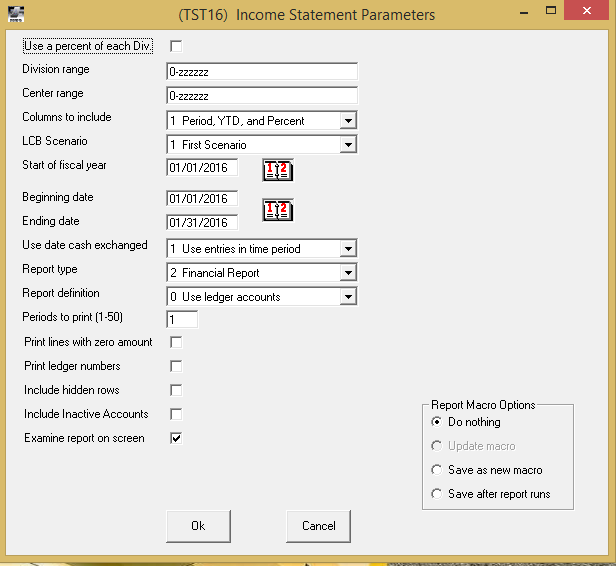 (TST16) Income Statement Parameters
Use a percent of each Div.
Division range 0-zzzzzz
Center range 0-zzzzzz
Columns to include 1 Period, YTD, and Percent
LCB Scenario 1 First Scenario
Start of fiscal year 01/01/2016 1 2
Beginning date 01/01/2016 1 2
Ending date 01/31/2016
Use date cash exchanged 1 Use entries in time period
Report type 2 Financial Report
Report definition 0 Use ledger accounts
Periods to print (1-50) 1
Print lines with zero amount
Print ledger numbers
Include hidden rows
Include Inactive Accounts
Examine report on screen
Report Macro Options
Do nothing
Update macro
Save as new macro
Save after report runs
Ok Cancel